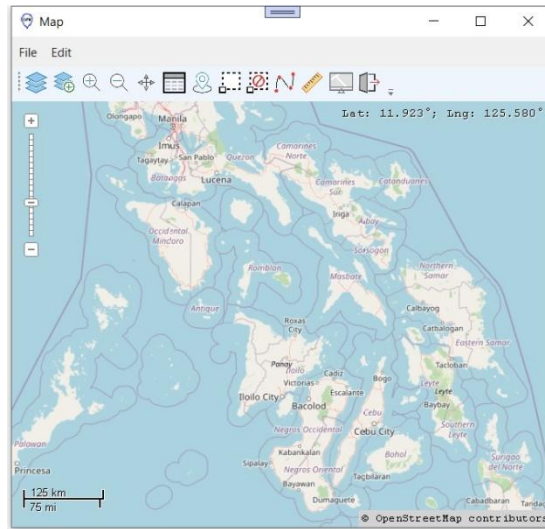 Map
File Edit
Lat: 11.923°; Lng: 125.580°
Olongapo
Manila
Imus
Tagaytay
San Pablo
Quezon
Camarines
Norte
Batangas
Lucena
Camarines
Sur
Catanduanes
Calapan
Iriga
Albay
Occidental
Mindoro
Sorsogon
Romblon
Masbate
Northern
Samar
Antique
Calbayog
Roxas
City
Catbalogan
Eastern Samar
Panay
Iloilo
Cadiz
Bogo
Tacloban
Victorias
Escalante
Leyte
Leyte
Iloilo City
Bacolod
Cebu
Baybay
Negros Occidental
Cebu City
Southern
Leyte
Kabankalan
Bohol
Sipalay
Negros Oriental
Tagbilaran
Surigao
del Norte
Palawan
Bayawan
Princesa
Dumaguete
Cabadbaran
Tandag
125 km
75 mi
© OpenStreetMap contributors